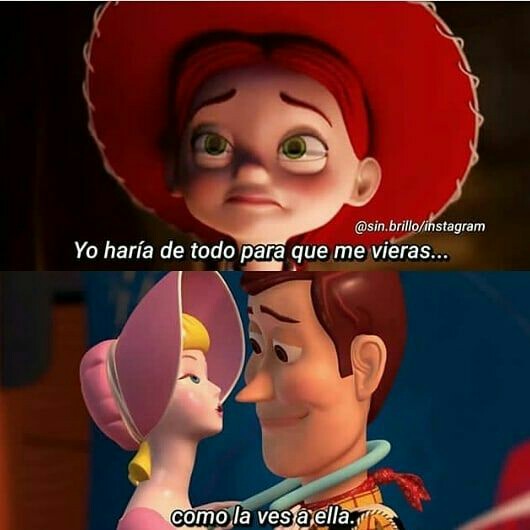 @sin.brillo/instagram
Yo haría de todo para que me vieras...
como la ves a ella.